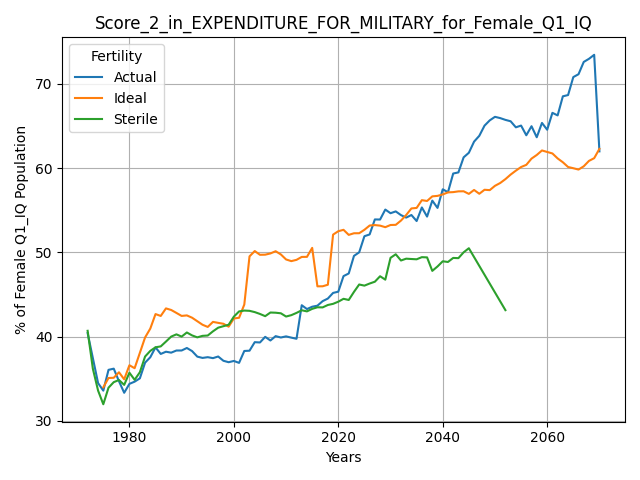 Score_2_in_EXPENDITURE_FOR_MILITARY_for_Female_Q1_IQ
Fertility
Actual
Ideal
Sterile
% of Female Q1_IQ Population
70
60
50
40
30
1980
2000
2020
2040
2060
Years